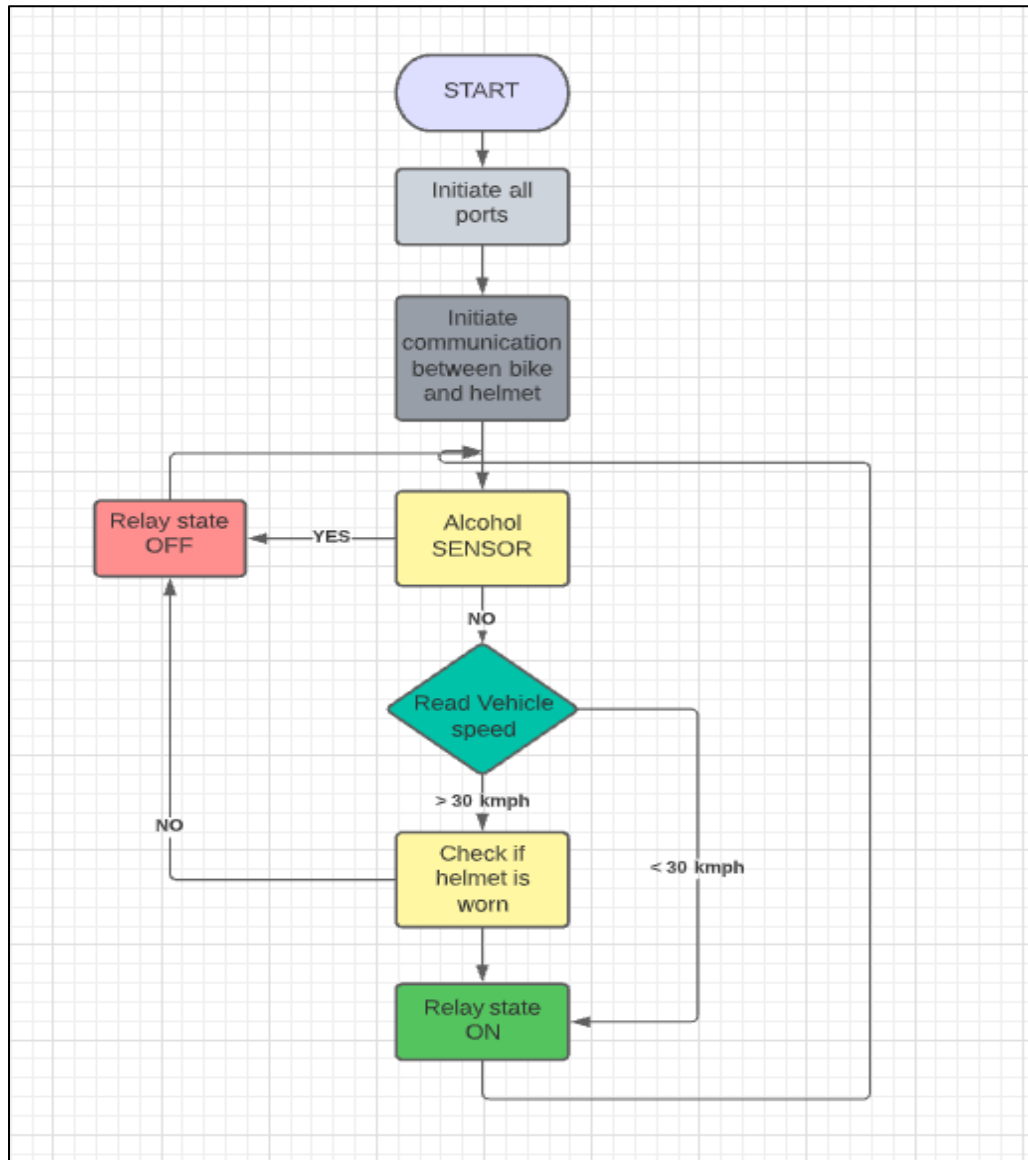 START
Initiate all
ports
Initiate
communication
between bike
and helmet
Relay state
OFF
YES
Alcohol
SENSOR
NO
Read Vehicle
speed
> 30 kmph
NO
Check if
helmet is
worn
< 30 kmph
Relay state
ON